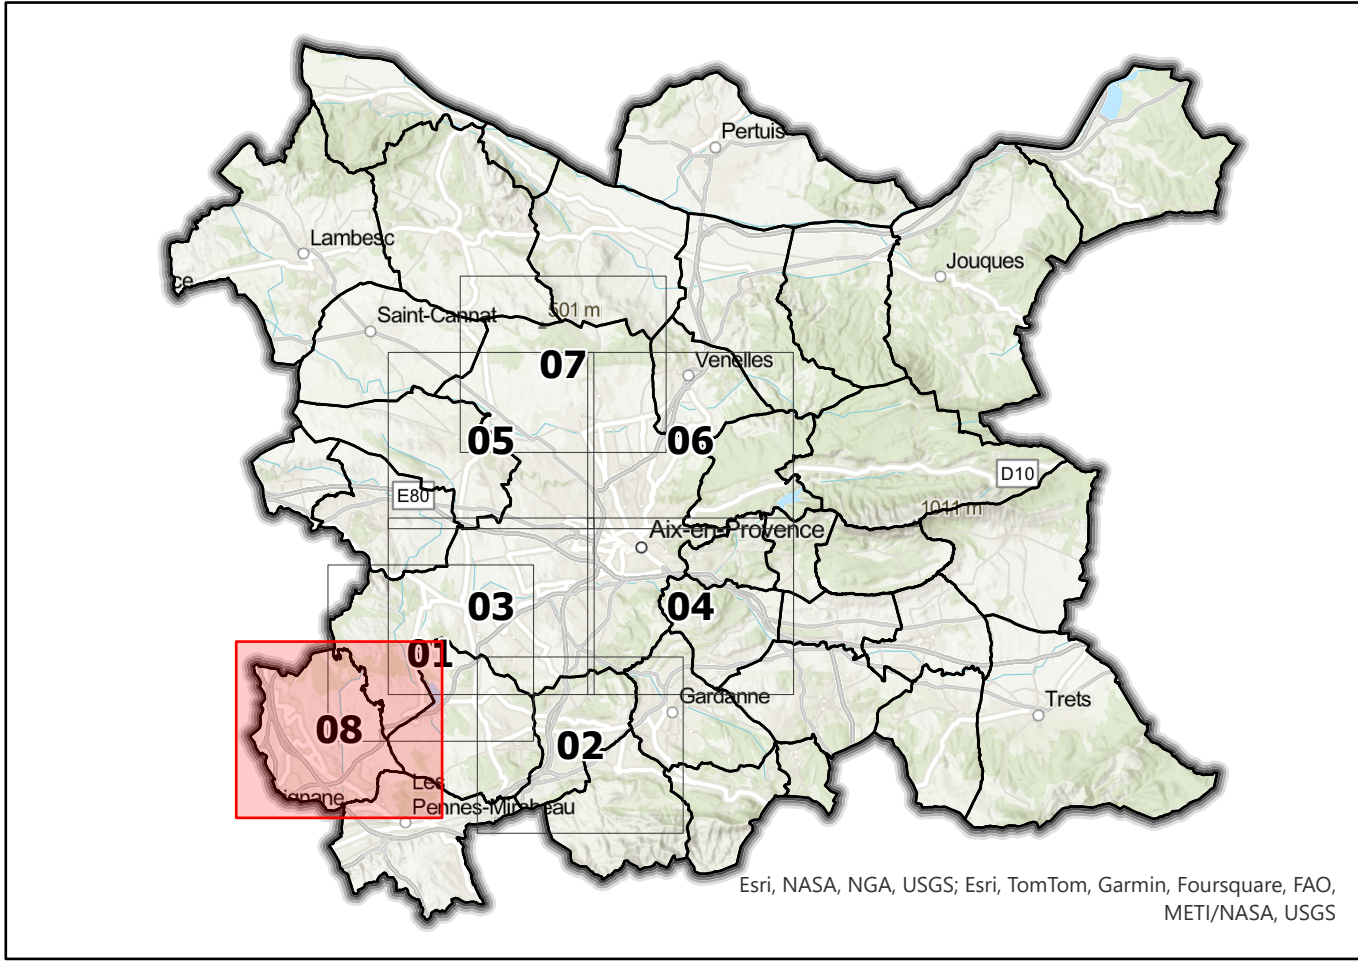 Pertuis
Lambesc
Jouques
ce
Saint-Cannat
501 m
07
Venelles
05
06
E80
D10
1011 m
Aix-en-Provence
03
04
01
Gardanne
Trets
08
02
ignane
Les
Pennes-Mirabeau
Esri, NASA, NGA, USGS; Esri, TomTom, Garmin, Foursquare, FAO,
METI/NASA, USGS